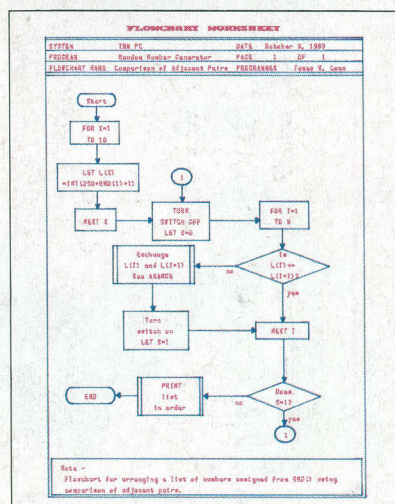 FLOWCHART WORKSHEET
SYSTEM IBM PC DATE October 9, 1983
PROGRAM Random Number Generator PAGE 1 OF 1
FLOWCHART NAME Comparison of Adjacent Pairs PROGRAMMER James V.
Start
FOR X=1
TO 10
LET L(X)
=INT(250*RND(1)+1)
NEXT X
1
TURN
SWITCH OFF
LET S=0
FOR I=1
TO 9
Is
L(I)<=
L(I+1)?
no
yes
Exchange
L(I) and L(I+1)
See ARANGE
Turn
switch on
LET S=1
NEXT I
Does
S=1?
no
yes
PRINT
list
in order
END
1
Note -
Flowchart for arranging a list of numbers assigned from RND(1) using
comparison of adjacent pairs.